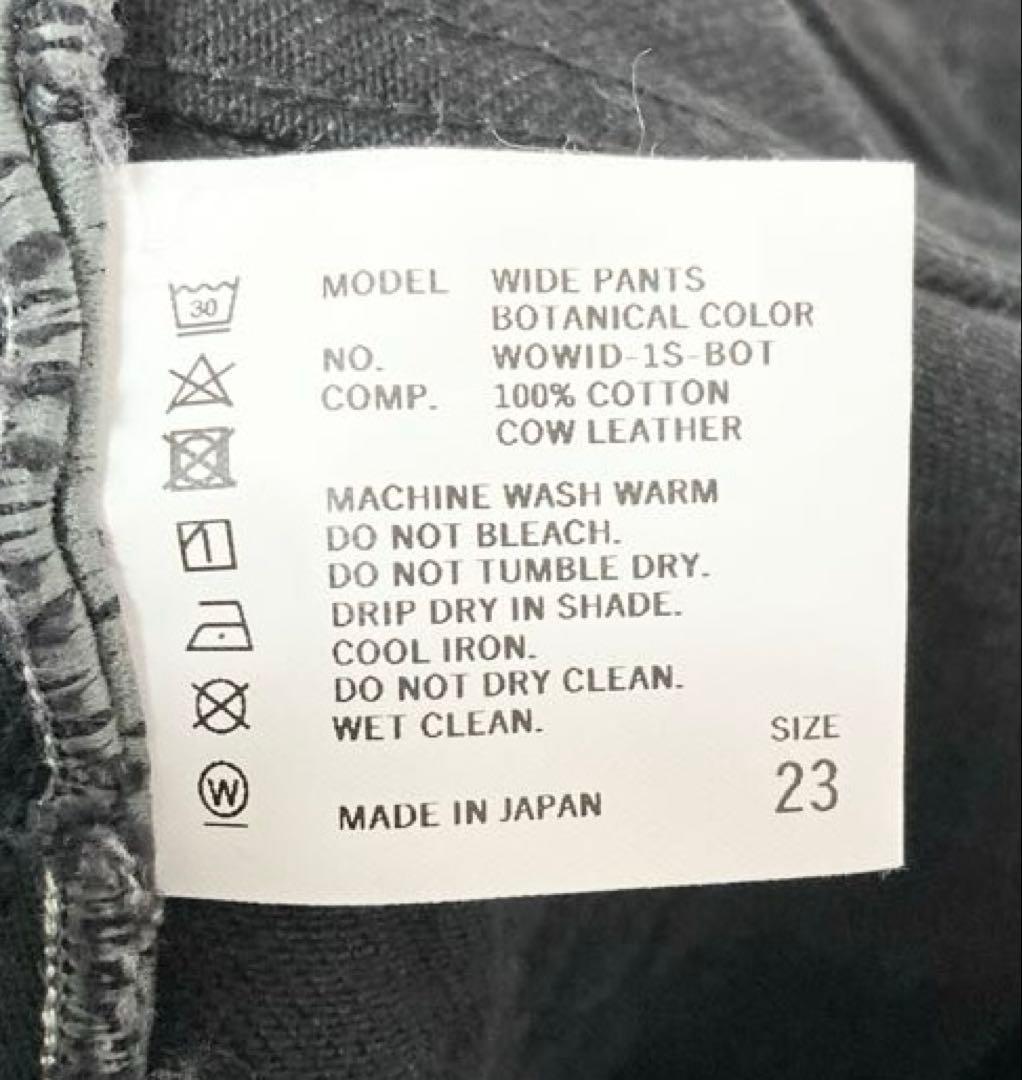 MODEL WIDE PANTS
BOTANICAL COLOR
NO. WOWID-1S-BOT
COMP. 100% COTTON
COW LEATHER
30
MACHINE WASH WARM
DO NOT BLEACH.
DO NOT TUMBLE DRY.
DRIP DRY IN SHADE.
COOL IRON.
DO NOT DRY CLEAN.
WET CLEAN.
W
MADE IN JAPAN
SIZE
23